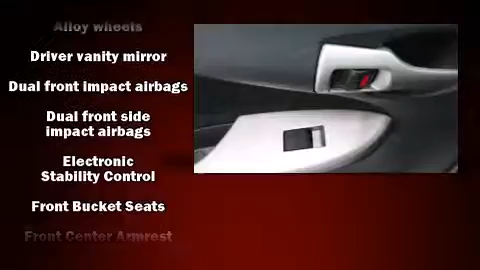 Alloy wheels
Driver vanity mirror
Dual front impact airbags
Dual front side
impact airbags
Electronic
Stability Control
Front Bucket Seats
Front Center Armrest